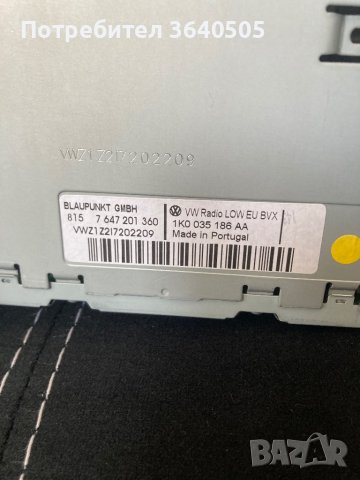 Потребител 3640505
VWZ1Z2I7202209
BLAUPUNKT GMBH
815 7 647 201 360
VWZ1Z2I7202209
VW Radio LOW EU BVX
1K0 035 186 AA
Made in Portugal
BAZAR